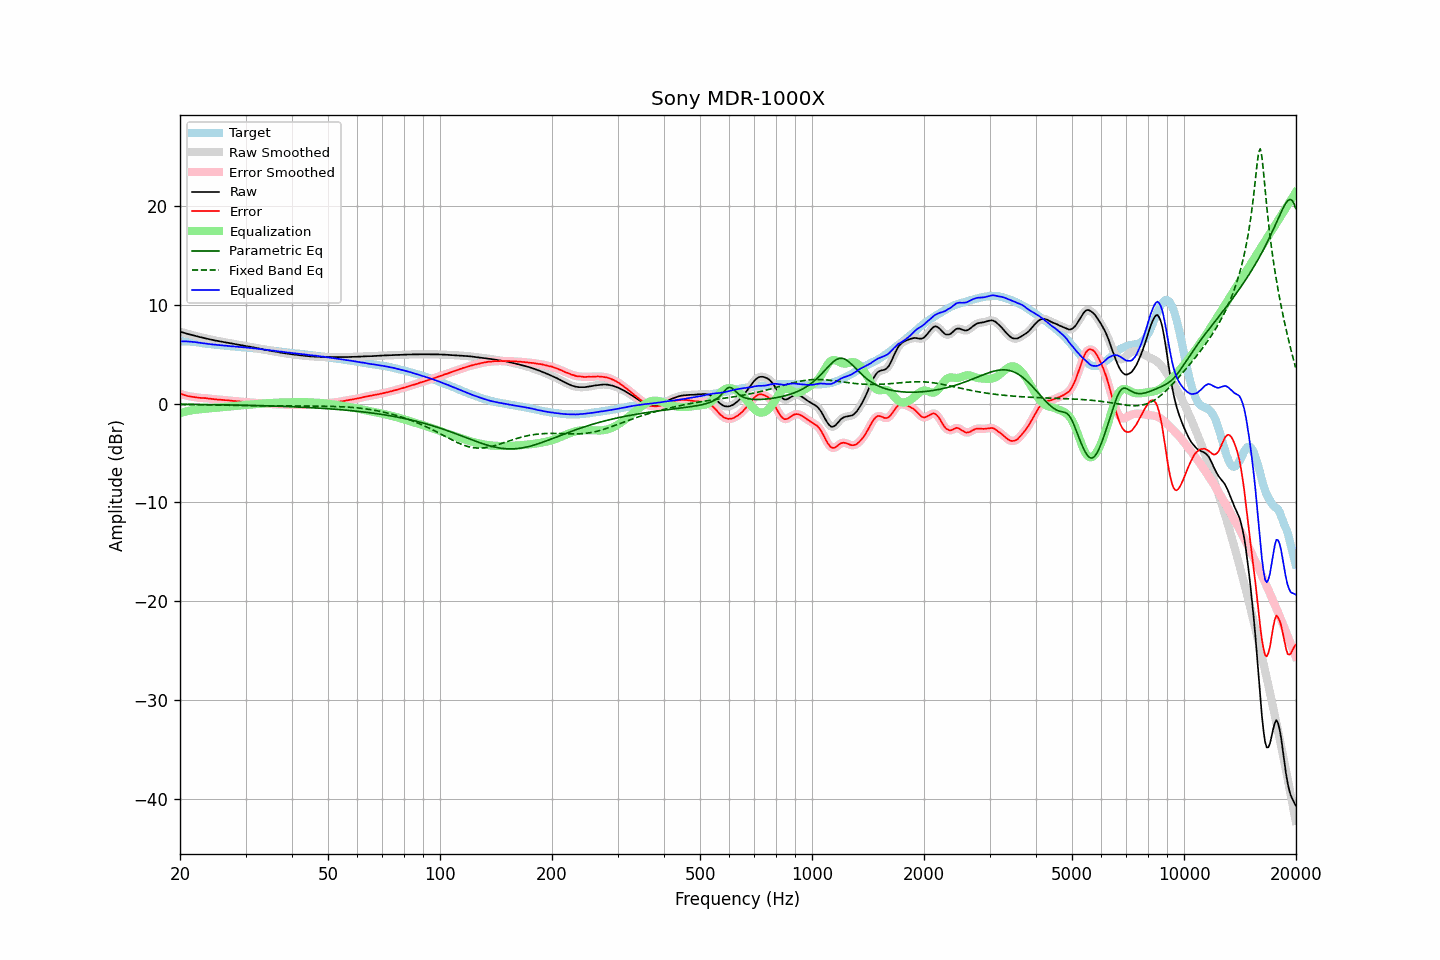 Sony MDR-1000X
Target
Raw Smoothed
Error Smoothed
Raw
Error
Equalization
Parametric Eq
Fixed Band Eq
Equalized
Amplitude (dBr)
20
10
0
−10
−20
−30
−40
20
50
100
200
500
1000
2000
5000
10000
20000
Frequency (Hz)